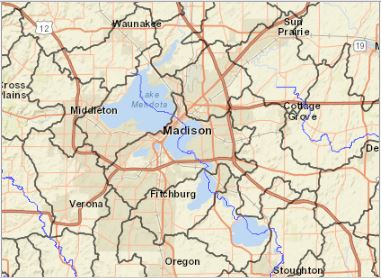 Waunakee
Sun
Prairie
12
19
Cross
Plains
Lake
Mendota
Middleton
Cottage
Grove
Madison
De
Fitchburg
Verona
Oregon
Stoughton